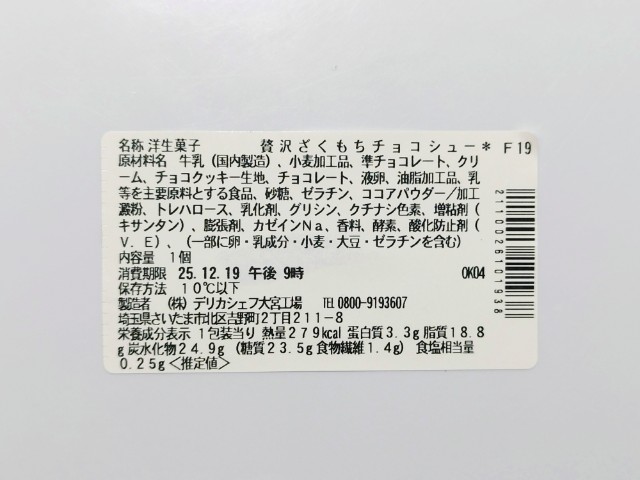 名称 洋生菓子 贅沢ざくもちチョコシュー＊ F19
原材料名 牛乳（国内製造）、小麦加工品、準チョコレート、クリ
ーム、チョコクッキー生地、チョコレート、液卵、油脂加工品、乳
等を主要原料とする食品、砂糖、ゼラチン、ココアパウダー／加工
澱粉、トレハロース、乳化剤、グリシン、クチナシ色素、増粘剤（
キサンタン）、膨張剤、カゼインＮａ、香料、酵素、酸化防止剤（
Ｖ．Ｅ）、（一部に卵・乳成分・小麦・大豆・ゼラチンを含む）
内容量 1個
消費期限 25.12.19 午後 9時 0K04
保存方法 10℃以下
製造者 （株）デリカシェフ大宮工場 TEL 0800-9193607
埼玉県さいたま市北区吉野町2丁目211−8
栄養成分表示 1包装当り 熱量279kcal 蛋白質3.3g 脂質18.8
g 炭水化物24.9g （糖質23.5g 食物繊維1.4g） 食塩相当量
0.25g＜推定値＞
2110026101938